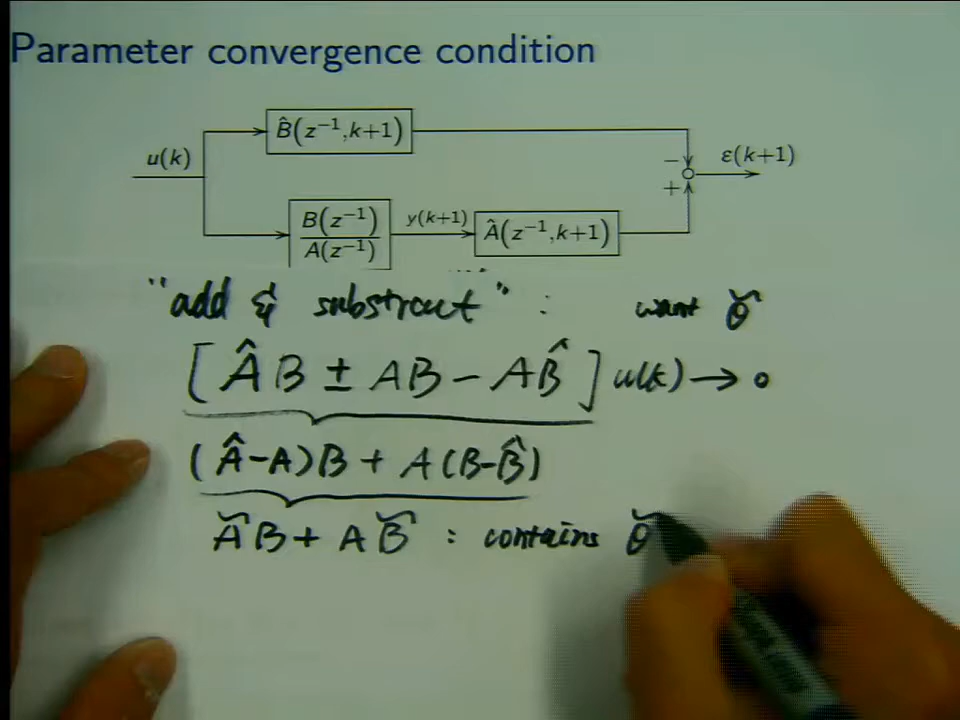 Parameter convergence condition
B̂(z⁻¹,k+1)
u(k)
−
ε(k+1)
+
B(z⁻¹)
A(z⁻¹)
y(k+1)
Â(z⁻¹,k+1)
"add & substract" : want θ̃
[ÂB ± AB − AB̂] u(k) → 0
(Â−A)B + A(B−B̂)
ÃB + AB̃ : contains θ̃